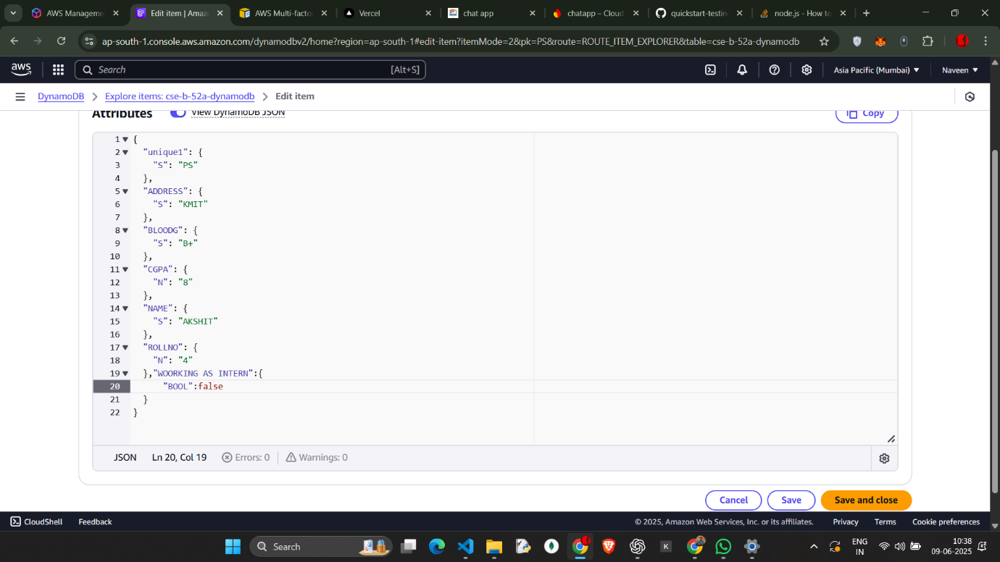 AWS Manageme
Edit item | Amaz
AWS Multi-facto
Vercel
chat app
chatapp – Cloud
quickstart-testin
node.js - How to
ap-south-1.console.aws.amazon.com/dynamodbv2/home?region=ap-south-1#edit-item?itemMode=2&pk=PS&route=ROUTE_ITEM_EXPLORER&table=cse-b-52a-dynamodb
aws
Search
[Alt+S]
Asia Pacific (Mumbai)
Naveen
DynamoDB
Explore items: cse-b-52a-dynamodb
Edit item
Attributes
View DynamoDB JSON
Copy
1 {
2 "unique1": {
3 "S": "PS"
4 },
5 "ADDRESS": {
6 "S": "KMIT"
7 },
8 "BLOODG": {
9 "S": "B+"
10 },
11 "CGPA": {
12 "N": "8"
13 },
14 "NAME": {
15 "S": "AKSHIT"
16 },
17 "ROLLNO": {
18 "N": "4"
19 },"WOORKING AS INTERN":{
20 "BOOL":false
21 }
22 }
JSON
Ln 20, Col 19
Errors: 0
Warnings: 0
Cancel
Save
Save and close
CloudShell
Feedback
© 2025, Amazon Web Services, Inc. or its affiliates.
Privacy
Terms
Cookie preferences
Search
K
ENG
IN
10:38
09-06-2025